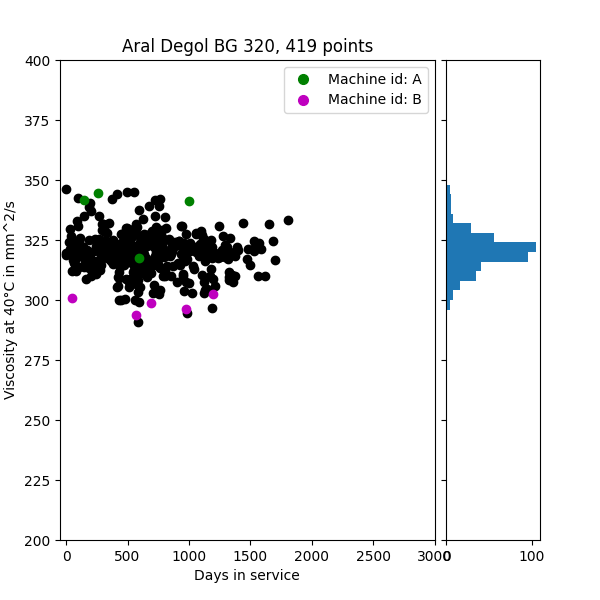 Aral Degol BG 320, 419 points
Machine id: A
Machine id: B
Viscosity at 40°C in mm^2/s
400
375
350
325
300
275
250
225
200
0 500 1000 1500 2000 2500 3000
0 100
Days in service